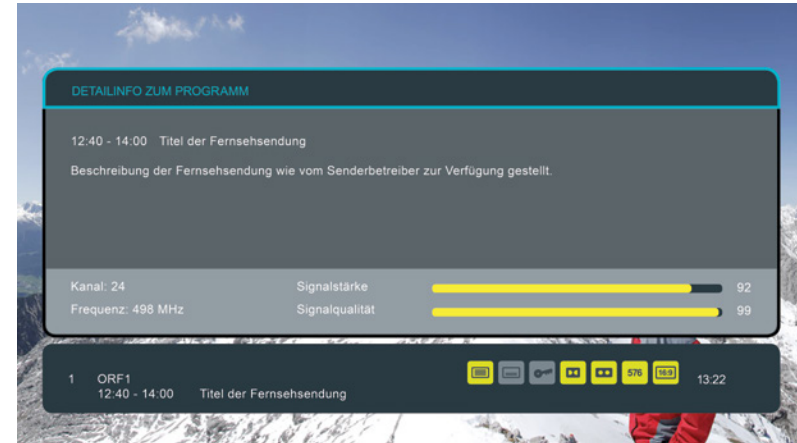 DETAILINFO ZUM PROGRAMM
12:40 - 14:00 Titel der Fernsehsendung
Beschreibung der Fernsehsendung wie vom Senderbetreiber zur Verfügung gestellt.
Kanal: 24 Signalstärke 92
Frequenz: 498 MHz Signalqualität 99
1 ORF1 576 16:9 13:22
12:40 - 14:00 Titel der Fernsehsendung